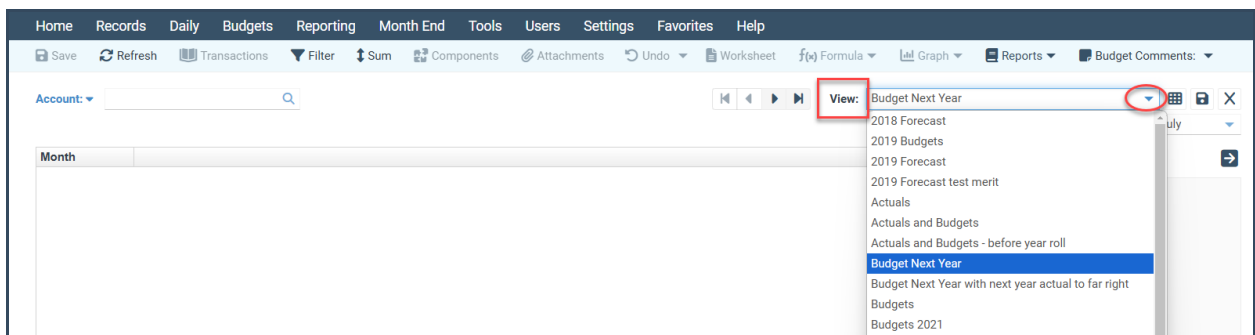 Home Records Daily Budgets Reporting Month End Tools Users Settings Favorites Help
Save Refresh Transactions Filter Sum Components Attachments Undo Worksheet f(x) Formula Graph Reports Budget Comments:
Account: View: Budget Next Year
2018 Forecast
uly
2019 Budgets
Month
2019 Forecast
2019 Forecast test merit
Actuals
Actuals and Budgets
Actuals and Budgets - before year roll
Budget Next Year
Budget Next Year with next year actual to far right
Budgets
Budgets 2021